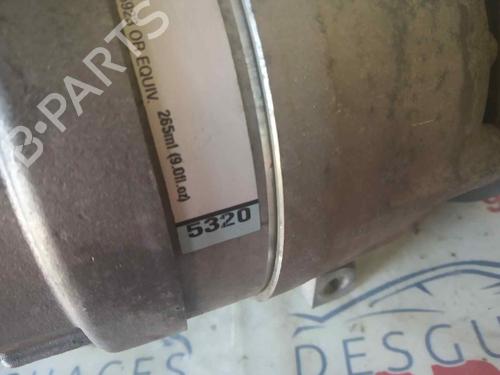 B-PARTS
OR EQUIV. 265ml (9.0fl.oz)
5320
DESGU